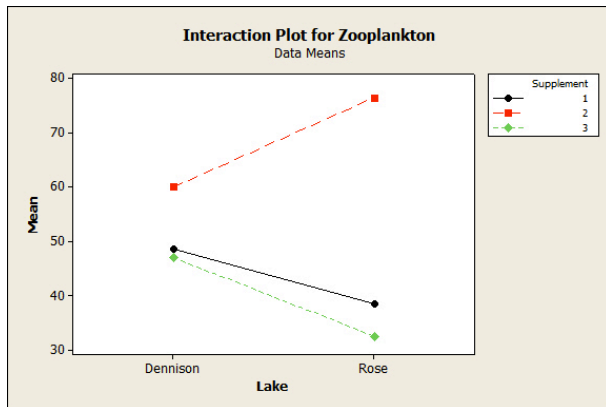 Interaction Plot for Zooplankton
Data Means
80
70
60
50
40
30
Mean
Dennison Rose
Lake
Supplement
1
2
3